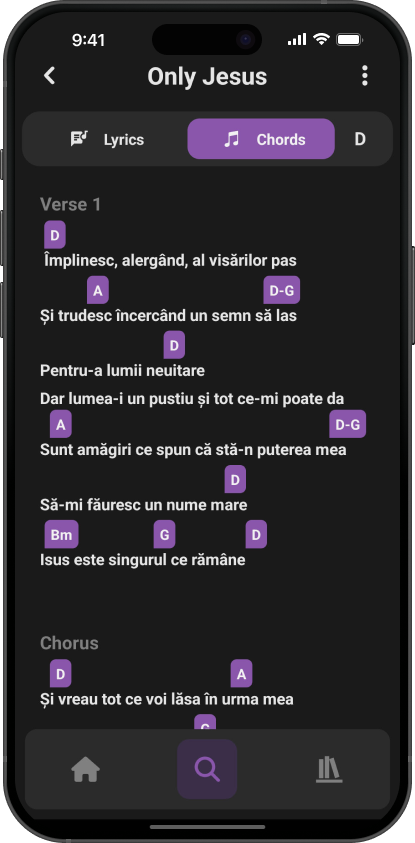 9:41
Only Jesus
Lyrics Chords D
Verse 1
D
Împlinesc, alergând, al visărilor pas
A D-G
Și trudesc încercând un semn să las
D
Pentru-a lumii neuitare
Dar lumea-i un pustiu și tot ce-mi poate da
A D-G
Sunt amăgiri ce spun că stă-n puterea mea
D
Să-mi făuresc un nume mare
Bm G D
Isus este singurul ce rămâne
Chorus
D A
Și vreau tot ce voi lăsa în urma mea